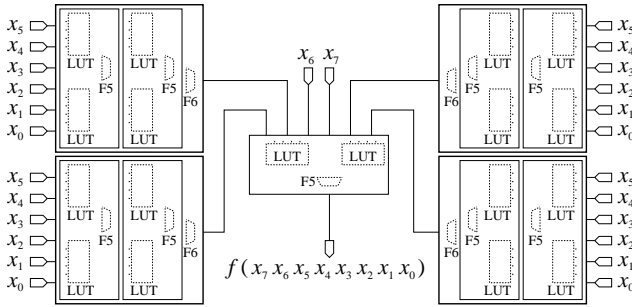 x5 x5
x4 x6 x7 x4
x3 LUT LUT LUT LUT x3
x2 F5 F5 F6 F6 F5 F5 x2
x1 x1
x0 LUT LUT LUT LUT x0
LUT LUT
x5 F5 x5
x4 x4
x3 LUT LUT LUT LUT x3
x2 F5 F5 F6 F6 F5 F5 x2
x1 x1
x0 LUT LUT LUT LUT x0
f ( x7 x6 x5 x4 x3 x2 x1 x0 )